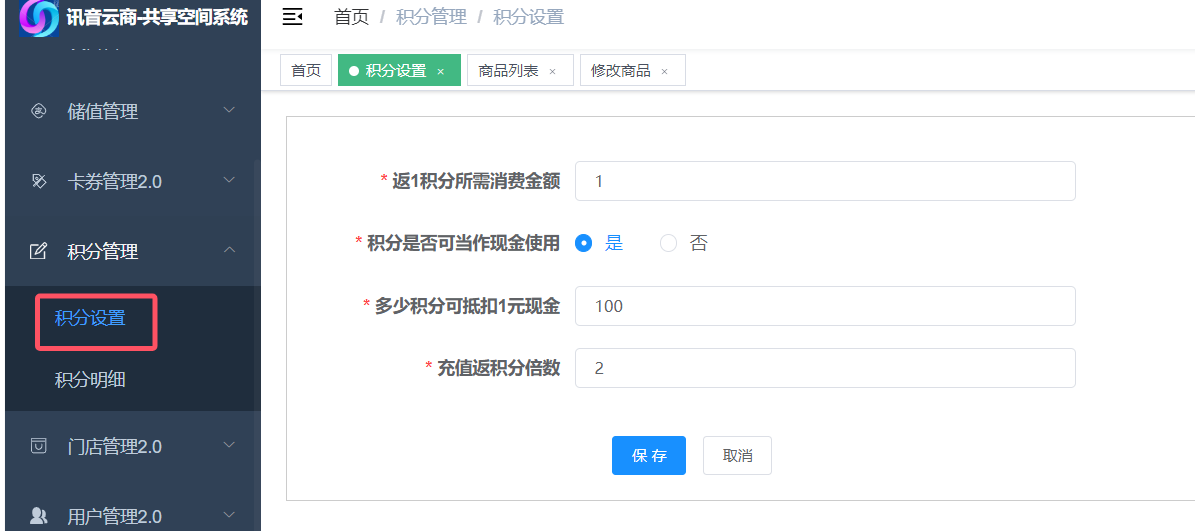 讯音云商-共享空间系统
首页 / 积分管理 / 积分设置
首页
积分设置 ×
商品列表 ×
修改商品 ×
储值管理
卡券管理2.0
积分管理
积分设置
积分明细
门店管理2.0
用户管理2.0
* 返1积分所需消费金额 1
* 积分是否可当作现金使用 是 否
* 多少积分可抵扣1元现金 100
* 充值返积分倍数 2
保存 取消